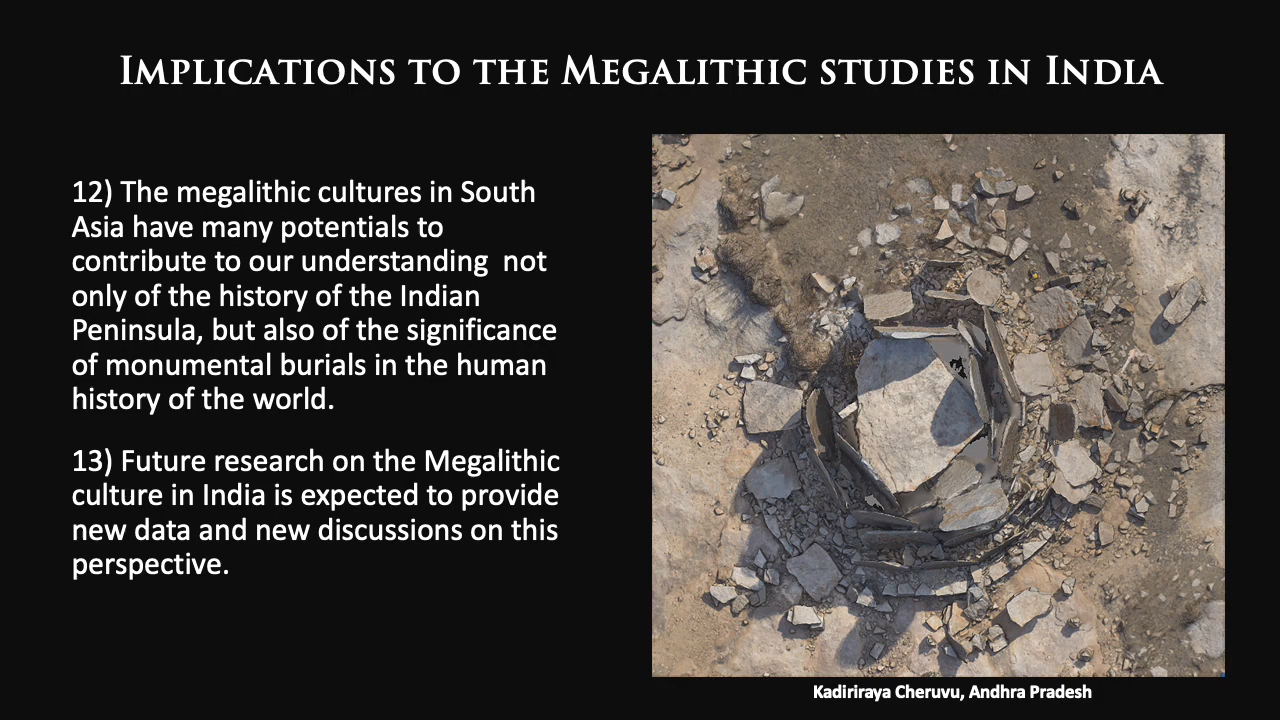 Implications to the Megalithic studies in India
12) The megalithic cultures in South
Asia have many potentials to
contribute to our understanding  not
only of the history of the Indian
Peninsula, but also of the significance
of monumental burials in the human
history of the world.
13) Future research on the Megalithic
culture in India is expected to provide
new data and new discussions on this
perspective.
Kadiriraya Cheruvu, Andhra Pradesh